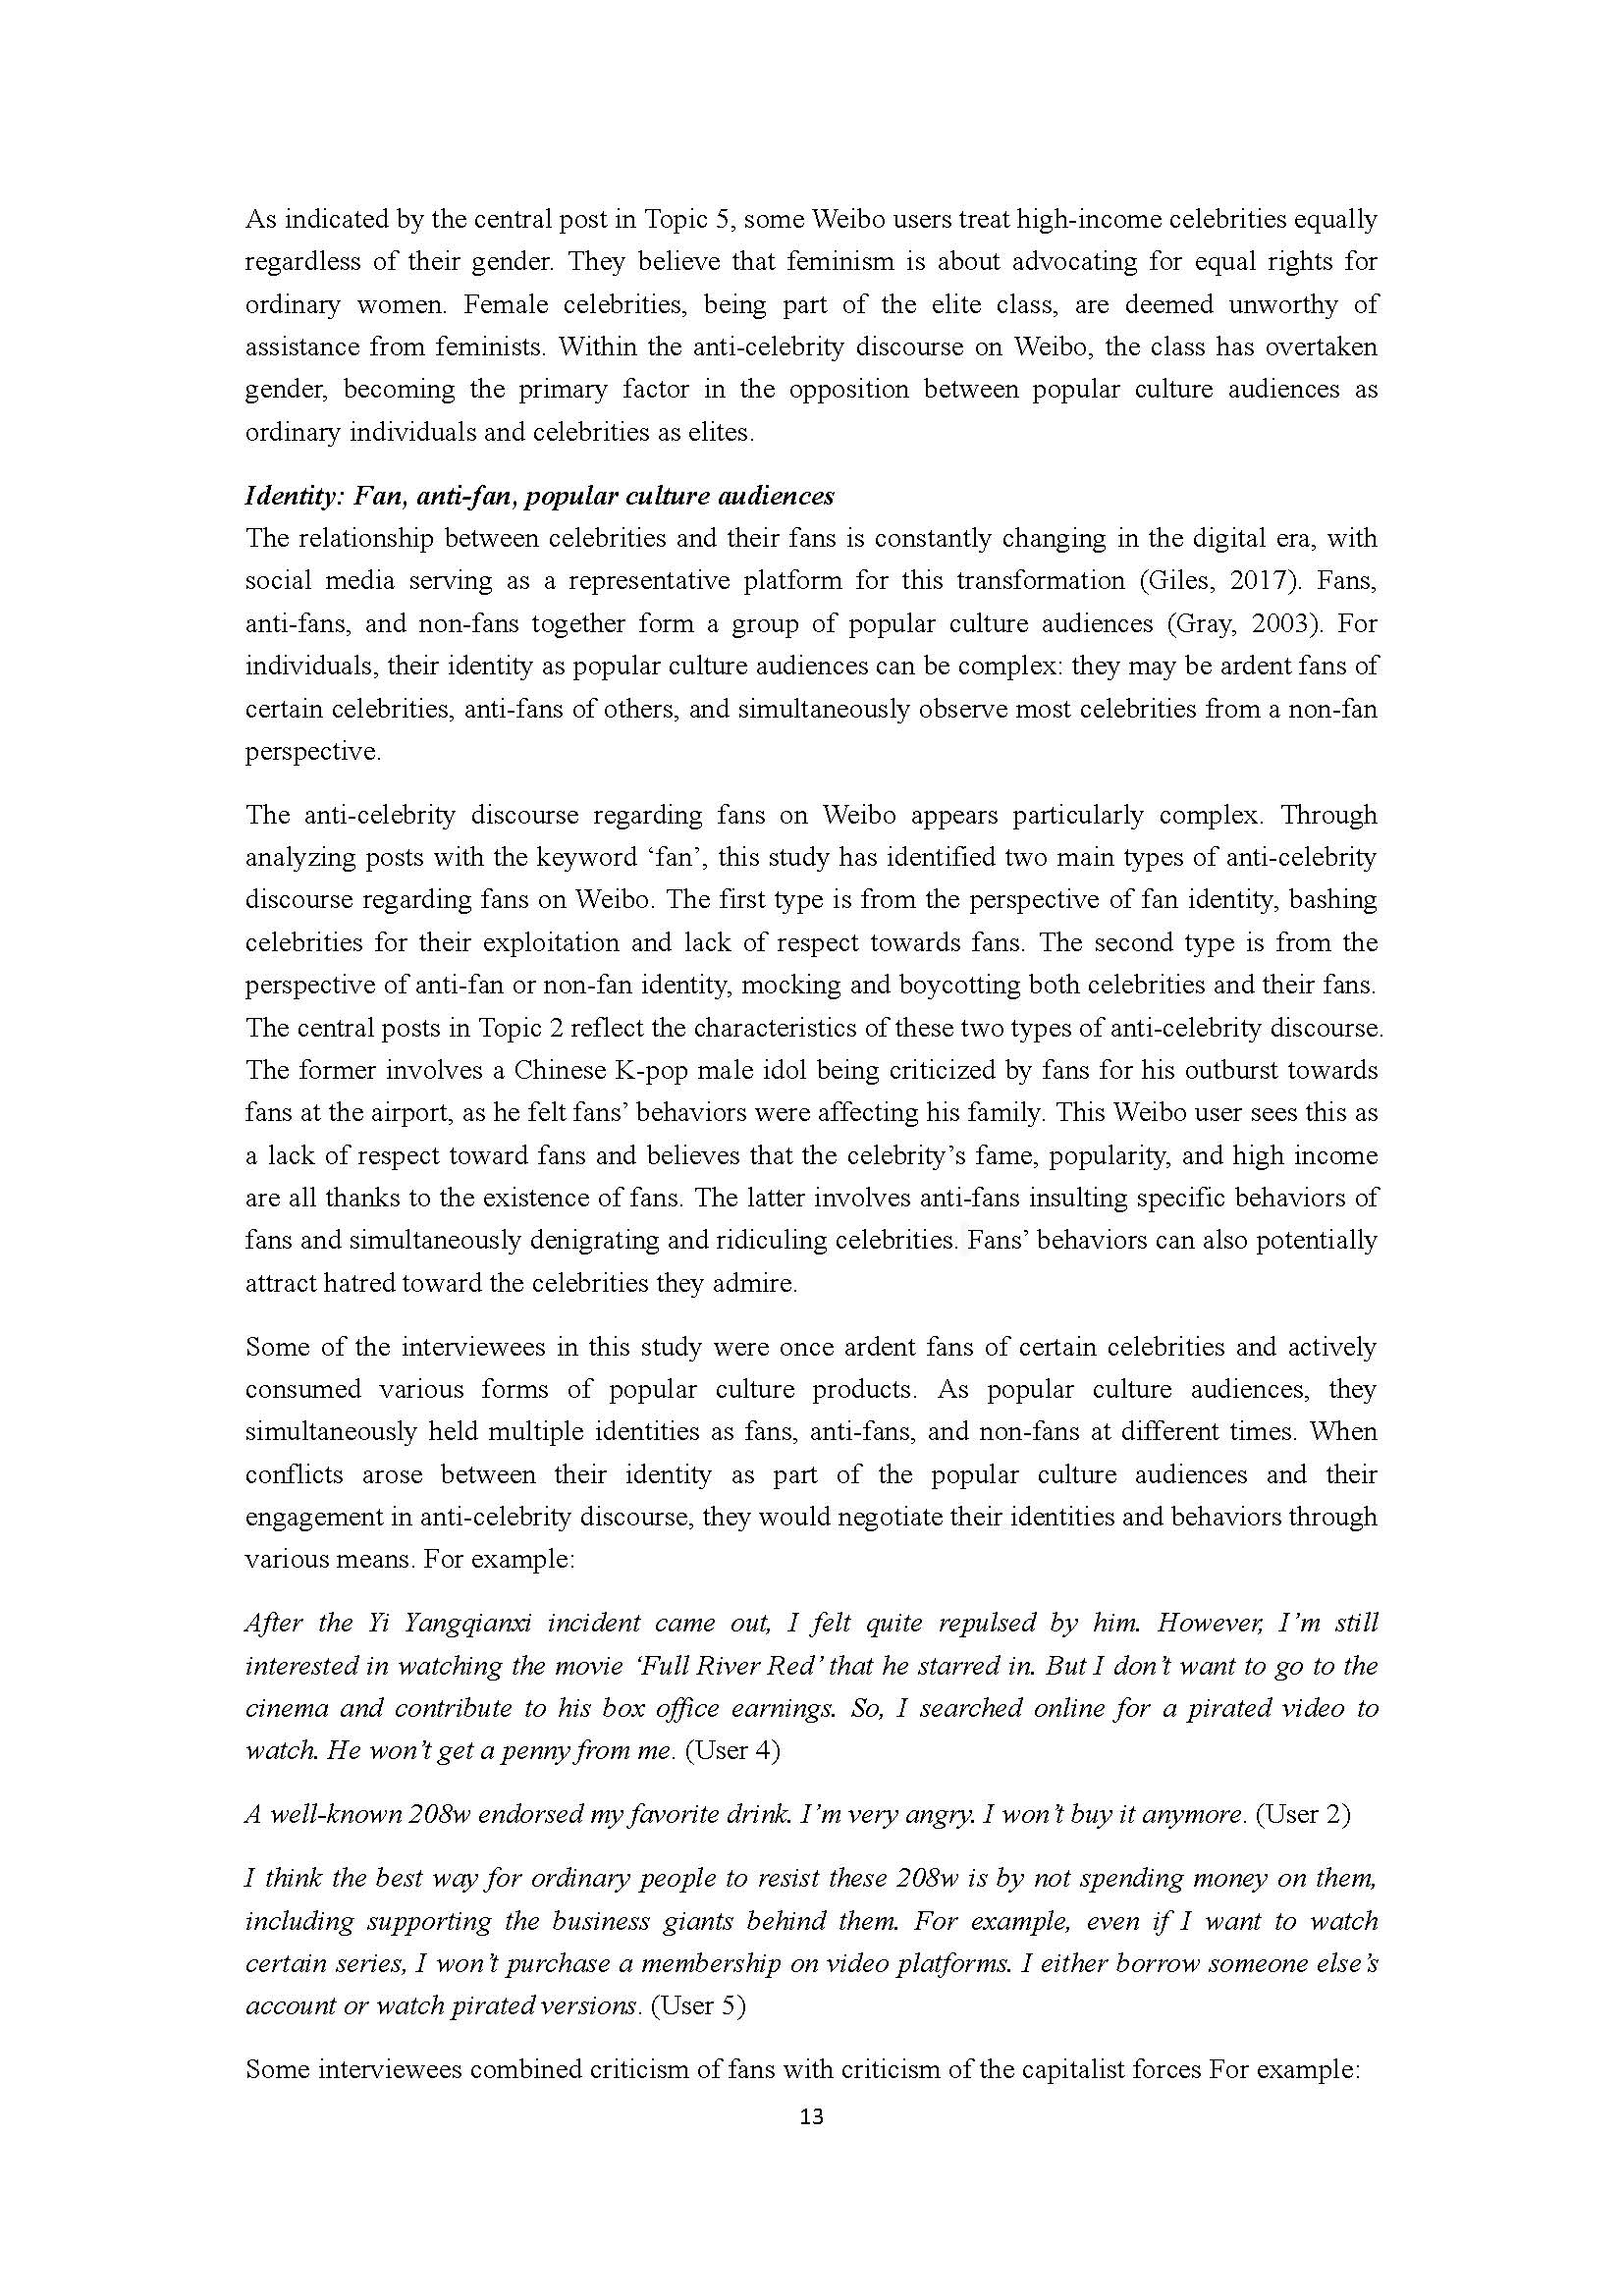 As indicated by the central post in Topic 5, some Weibo users treat high-income celebrities equally
regardless of their gender. They believe that feminism is about advocating for equal rights for
ordinary women. Female celebrities, being part of the elite class, are deemed unworthy of
assistance from feminists. Within the anti-celebrity discourse on Weibo, the class has overtaken
gender, becoming the primary factor in the opposition between popular culture audiences as
ordinary individuals and celebrities as elites.
Identity: Fan, anti-fan, popular culture audiences
The relationship between celebrities and their fans is constantly changing in the digital era, with
social media serving as a representative platform for this transformation (Giles, 2017). Fans,
anti-fans, and non-fans together form a group of popular culture audiences (Gray, 2003). For
individuals, their identity as popular culture audiences can be complex: they may be ardent fans of
certain celebrities, anti-fans of others, and simultaneously observe most celebrities from a non-fan
perspective.
The anti-celebrity discourse regarding fans on Weibo appears particularly complex. Through
analyzing posts with the keyword ‘fan’, this study has identified two main types of anti-celebrity
discourse regarding fans on Weibo. The first type is from the perspective of fan identity, bashing
celebrities for their exploitation and lack of respect towards fans. The second type is from the
perspective of anti-fan or non-fan identity, mocking and boycotting both celebrities and their fans.
The central posts in Topic 2 reflect the characteristics of these two types of anti-celebrity discourse.
The former involves a Chinese K-pop male idol being criticized by fans for his outburst towards
fans at the airport, as he felt fans’ behaviors were affecting his family. This Weibo user sees this as
a lack of respect toward fans and believes that the celebrity’s fame, popularity, and high income
are all thanks to the existence of fans. The latter involves anti-fans insulting specific behaviors of
fans and simultaneously denigrating and ridiculing celebrities. Fans’ behaviors can also potentially
attract hatred toward the celebrities they admire.
Some of the interviewees in this study were once ardent fans of certain celebrities and actively
consumed various forms of popular culture products. As popular culture audiences, they
simultaneously held multiple identities as fans, anti-fans, and non-fans at different times. When
conflicts arose between their identity as part of the popular culture audiences and their
engagement in anti-celebrity discourse, they would negotiate their identities and behaviors through
various means. For example:
After the Yi Yangqianxi incident came out, I felt quite repulsed by him. However, I’m still
interested in watching the movie ‘Full River Red’ that he starred in. But I don’t want to go to the
cinema and contribute to his box office earnings. So, I searched online for a pirated video to
watch. He won’t get a penny from me. (User 4)
A well-known 208w endorsed my favorite drink. I’m very angry. I won’t buy it anymore. (User 2)
I think the best way for ordinary people to resist these 208w is by not spending money on them,
including supporting the business giants behind them. For example, even if I want to watch
certain series, I won’t purchase a membership on video platforms. I either borrow someone else’s
account or watch pirated versions. (User 5)
Some interviewees combined criticism of fans with criticism of the capitalist forces For example:
13